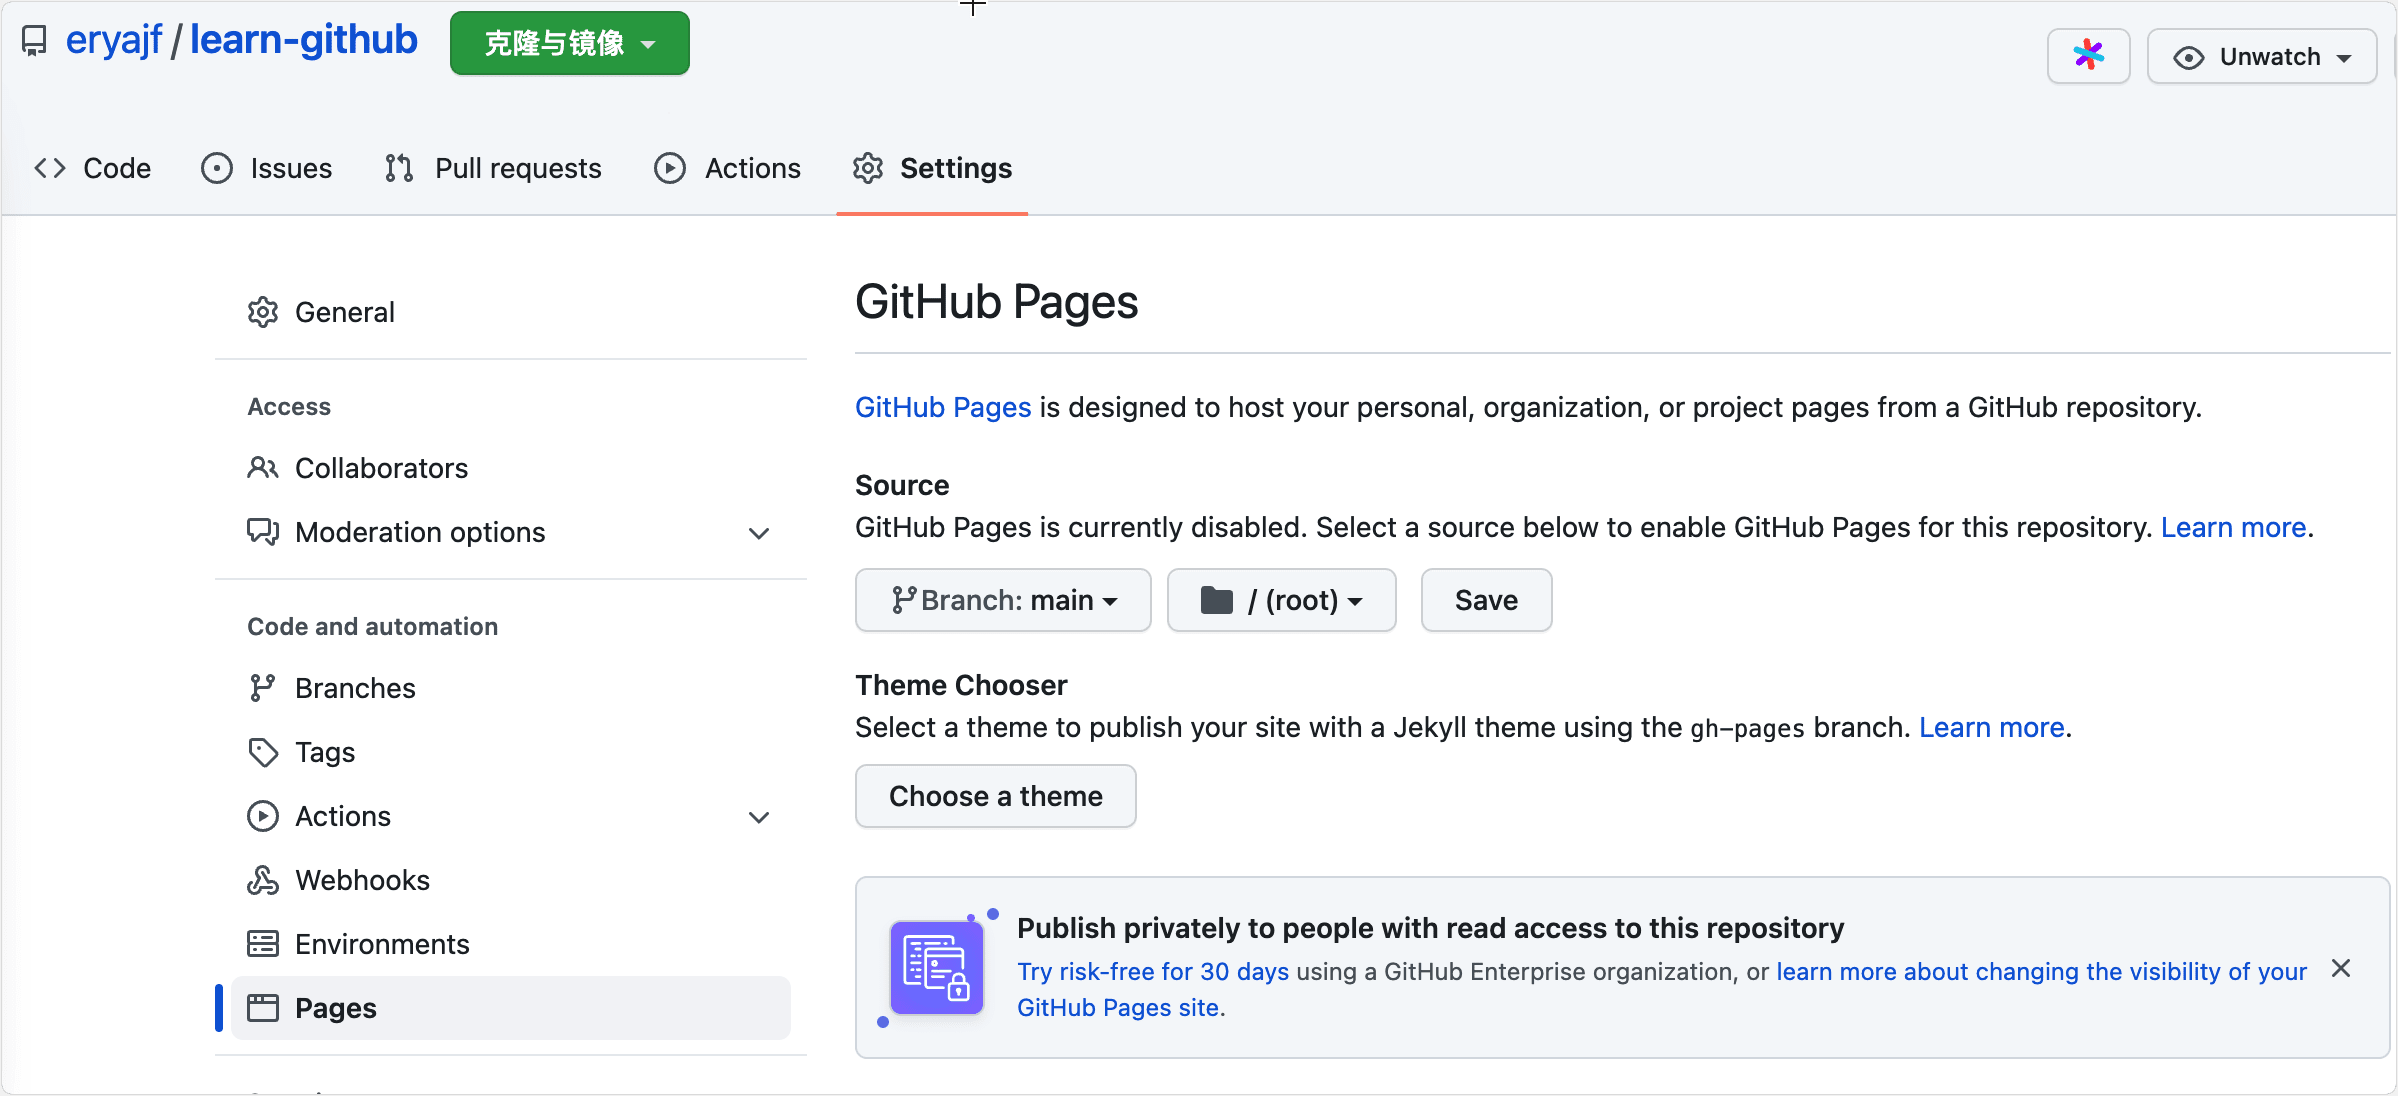 eryajf / learn-github
克隆与镜像
Unwatch
Code
Issues
Pull requests
Actions
Settings
General
Access
Collaborators
Moderation options
Code and automation
Branches
Tags
Actions
Webhooks
Environments
Pages
GitHub Pages
GitHub Pages is designed to host your personal, organization, or project pages from a GitHub repository.
Source
GitHub Pages is currently disabled. Select a source below to enable GitHub Pages for this repository. Learn more.
Branch: main
/ (root)
Save
Theme Chooser
Select a theme to publish your site with a Jekyll theme using the gh-pages branch. Learn more.
Choose a theme
Publish privately to people with read access to this repository
Try risk-free for 30 days using a GitHub Enterprise organization, or learn more about changing the visibility of your
GitHub Pages site.